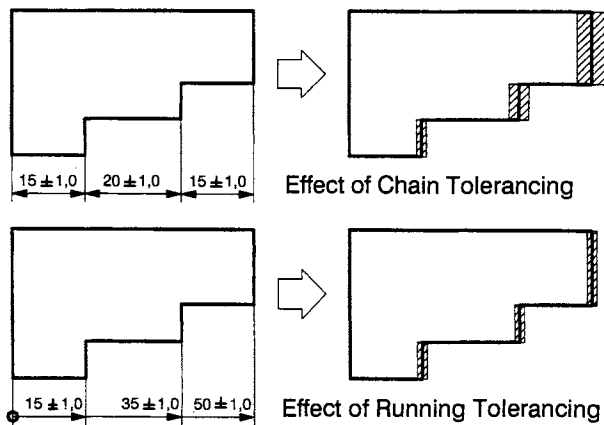 15 ±1,0 20 ±1,0 15 ±1,0
Effect of Chain Tolerancing
15 ±1,0 35 ±1,0 50 ±1,0
Effect of Running Tolerancing